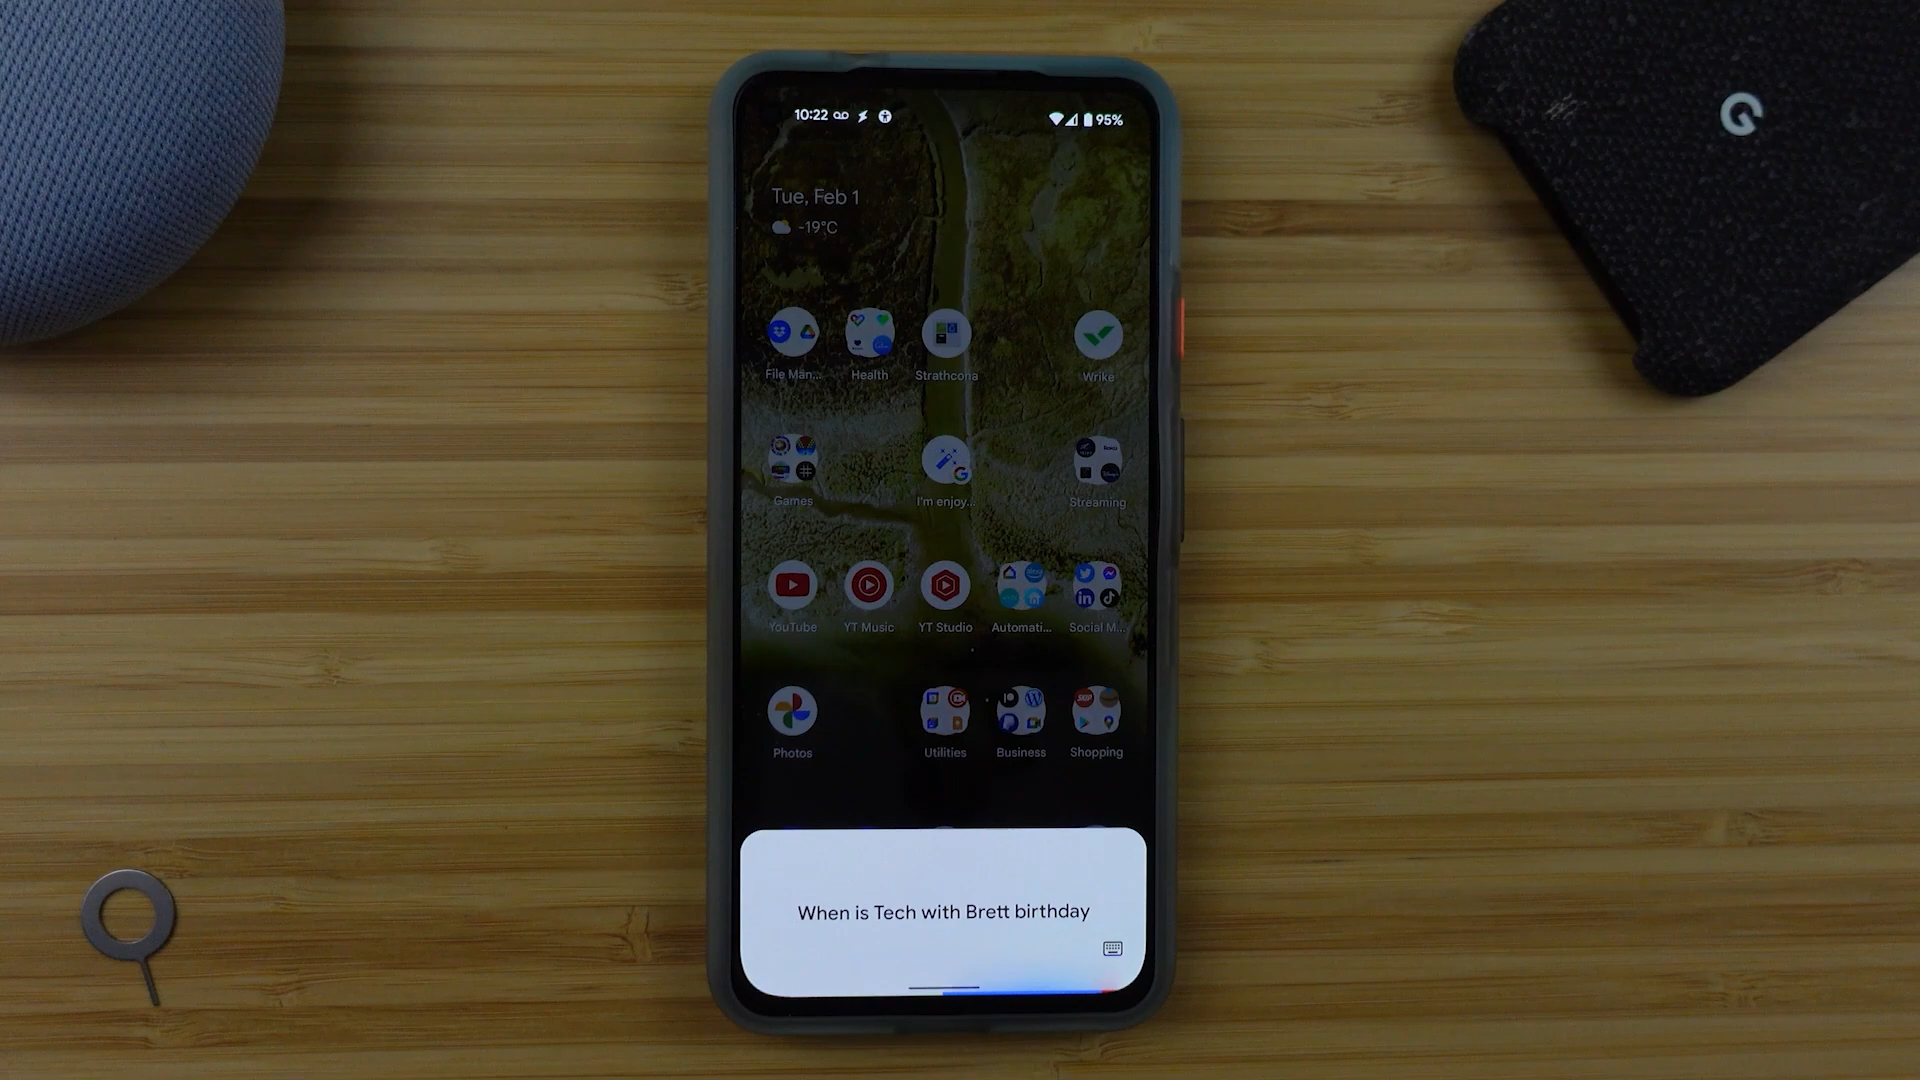 10:22
95%
Tue, Feb 1
-19°C
File Man...
Health
Strathcona
Wrike
Games
I'm enjoy...
Streaming
YouTube
YT Music
YT Studio
Automati...
Social M...
Photos
Utilities
Business
Shopping
When is Tech with Brett birthday